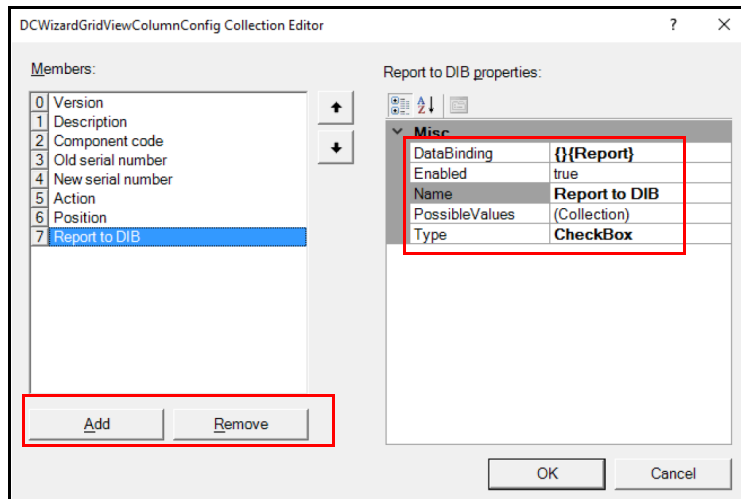 DCWizardGridViewColumnConfig Collection Editor ? ×
Members:
0 Version
1 Description
2 Component code
3 Old serial number
4 New serial number
5 Action
6 Position
7 Report to DIB
Add Remove
Report to DIB properties:
Misc
DataBinding {}{Report}
Enabled true
Name Report to DIB
PossibleValues (Collection)
Type CheckBox
OK Cancel